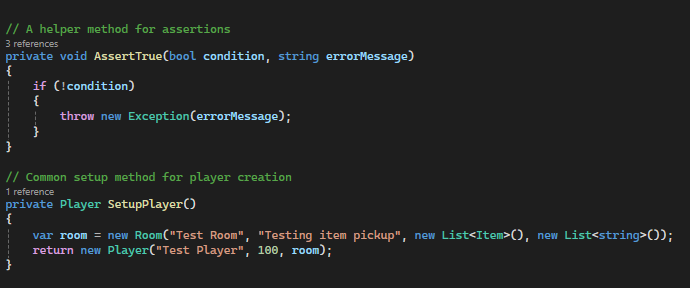 // A helper method for assertions
3 references
private void AssertTrue(bool condition, string errorMessage)
{
if (!condition)
{
throw new Exception(errorMessage);
}
}
// Common setup method for player creation
1 reference
private Player SetupPlayer()
{
var room = new Room("Test Room", "Testing item pickup", new List<Item>(), new List<string>());
return new Player("Test Player", 100, room);
}